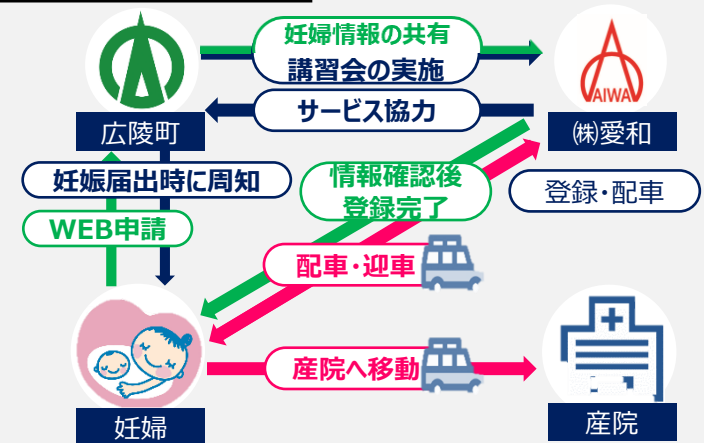 妊婦情報の共有
講習会の実施
サービス協力
AIWA
広陵町
㈱愛和
妊娠届出時に周知
情報確認後
登録完了
登録・配車
WEB申請
配車・迎車
産院へ移動
妊婦
産院